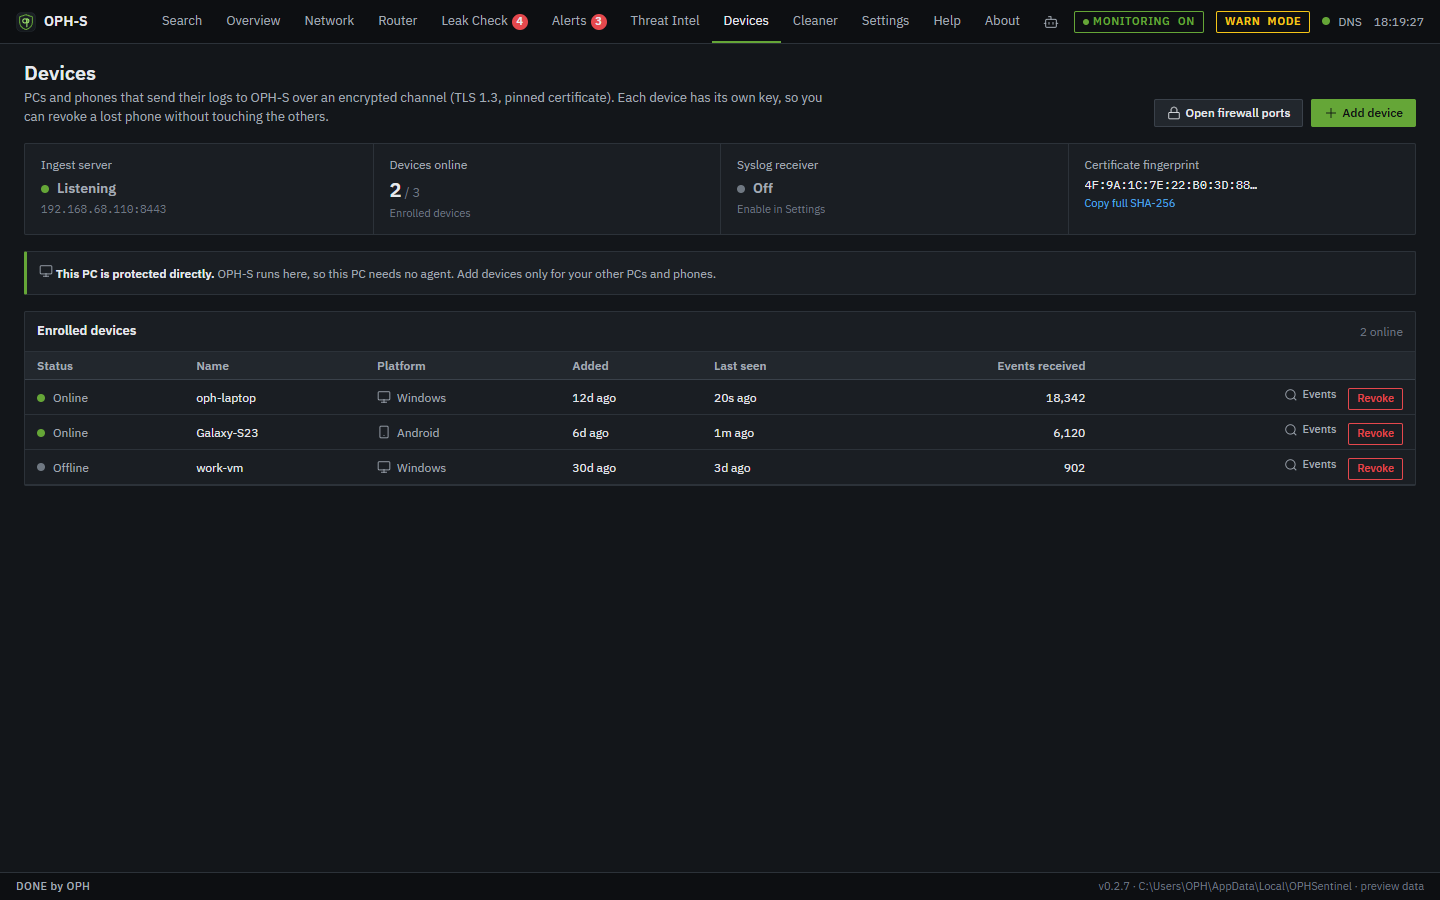 OPH-S
Search
Overview
Network
Router
Leak Check 4
Alerts 3
Threat Intel
Devices
Cleaner
Settings
Help
About
MONITORING ON
WARN MODE
DNS
18:19:27
Devices
PCs and phones that send their logs to OPH-S over an encrypted channel (TLS 1.3, pinned certificate). Each device has its own key, so you
can revoke a lost phone without touching the others.
Open firewall ports
Add device
Ingest server
Listening
192.168.68.110:8443
Devices online
2 / 3
Enrolled devices
Syslog receiver
Off
Enable in Settings
Certificate fingerprint
4F:9A:1C:7E:22:B0:3D:88…
Copy full SHA-256
This PC is protected directly. OPH-S runs here, so this PC needs no agent. Add devices only for your other PCs and phones.
Enrolled devices
2 online
Status Name Platform Added Last seen Events received
Online oph-laptop Windows 12d ago 20s ago 18,342 Events Revoke
Online Galaxy-S23 Android 6d ago 1m ago 6,120 Events Revoke
Offline work-vm Windows 30d ago 3d ago 902 Events Revoke
DONE by OPH
v0.2.7 · C:\Users\OPH\AppData\Local\OPHSentinel · preview data